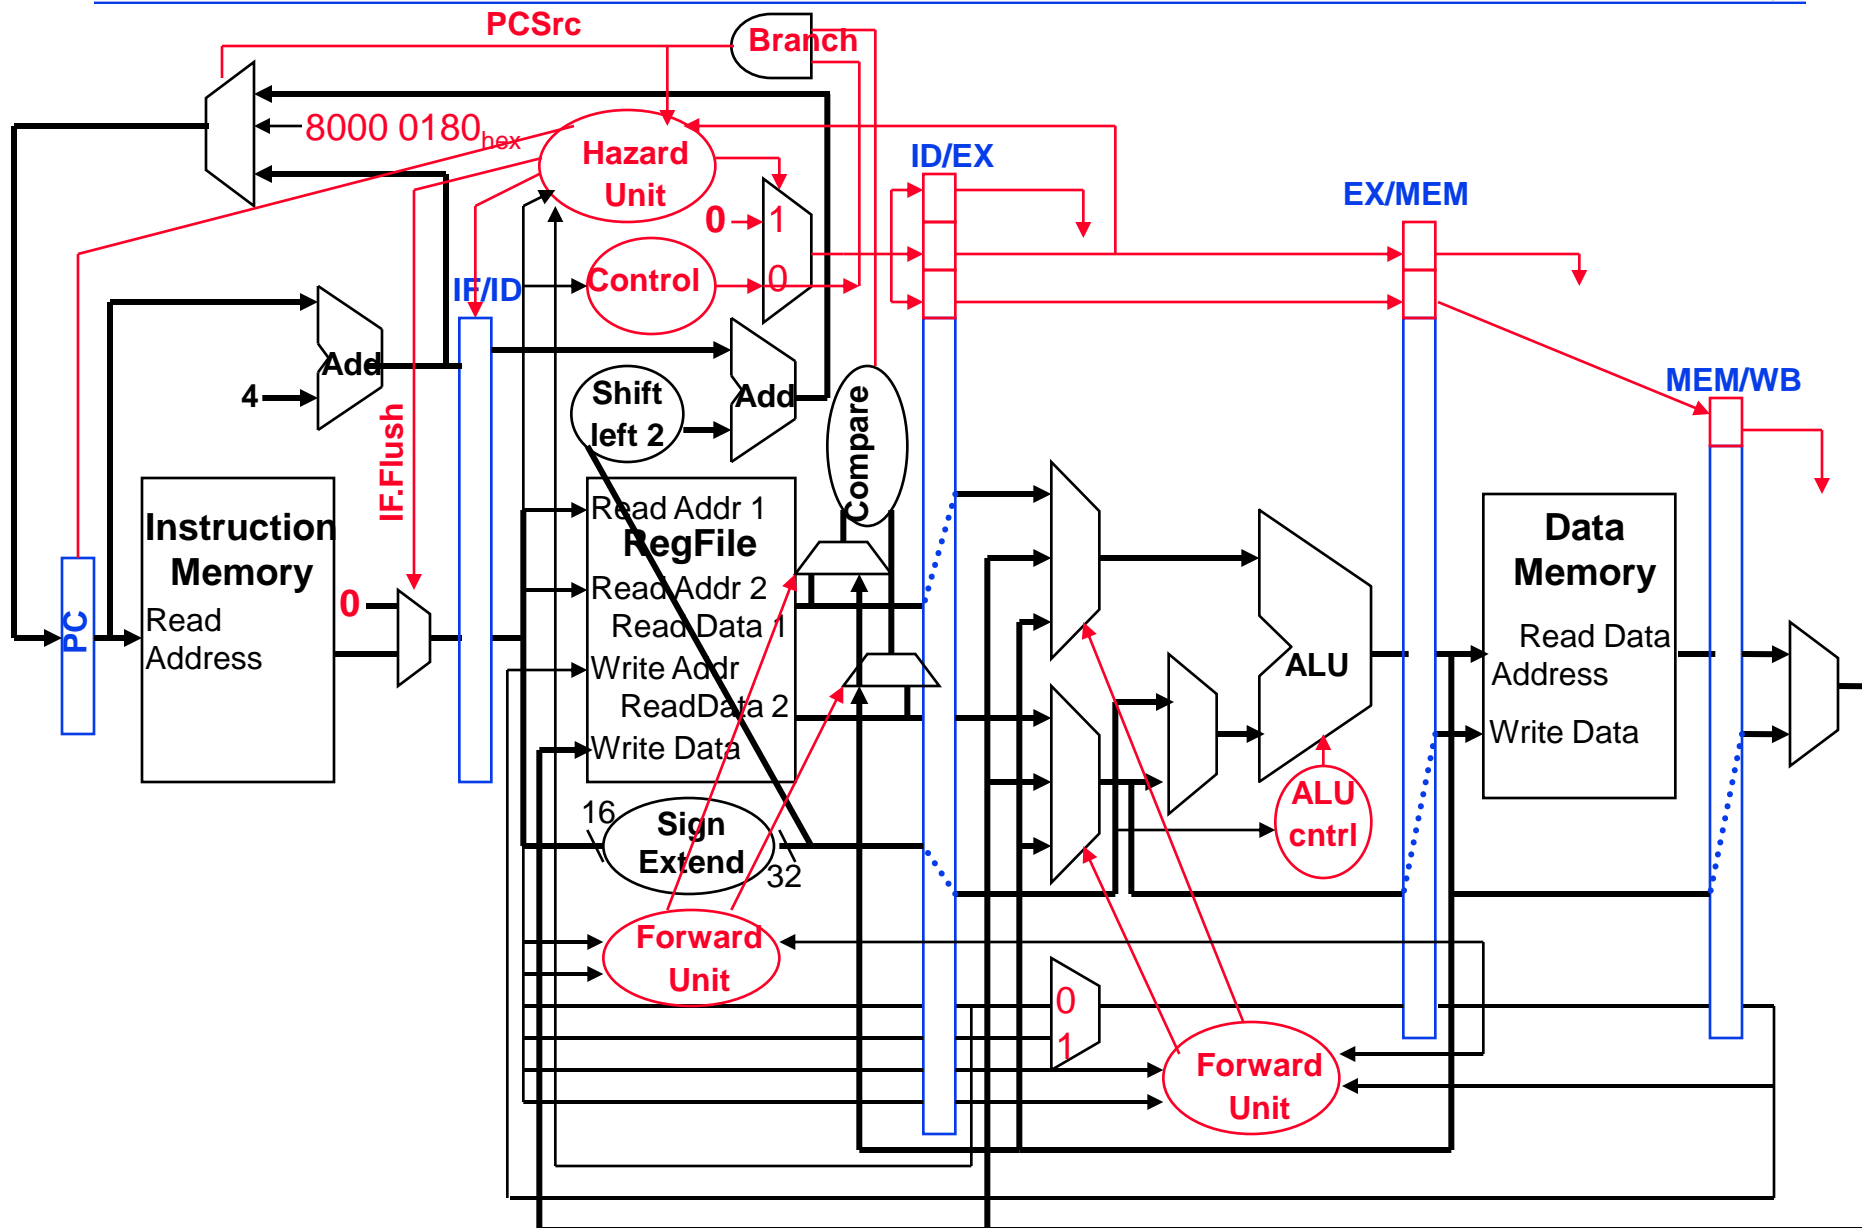 PCSrc
Branch
8000 0180hex
Hazard
Unit
ID/EX
EX/MEM
0
1
Control
0
IF/ID
Add
4
Shift
left 2
Add
Compare
MEM/WB
IF.Flush
Instruction
Memory
Read
Address
PC
0
Read Addr 1
RegFile
Read Addr 2
Read Data 1
Write Addr
ReadData 2
Write Data
ALU
Data
Memory
Read Data
Address
Write Data
16
Sign
Extend
32
ALU
cntrl
Forward
Unit
0
1
Forward
Unit